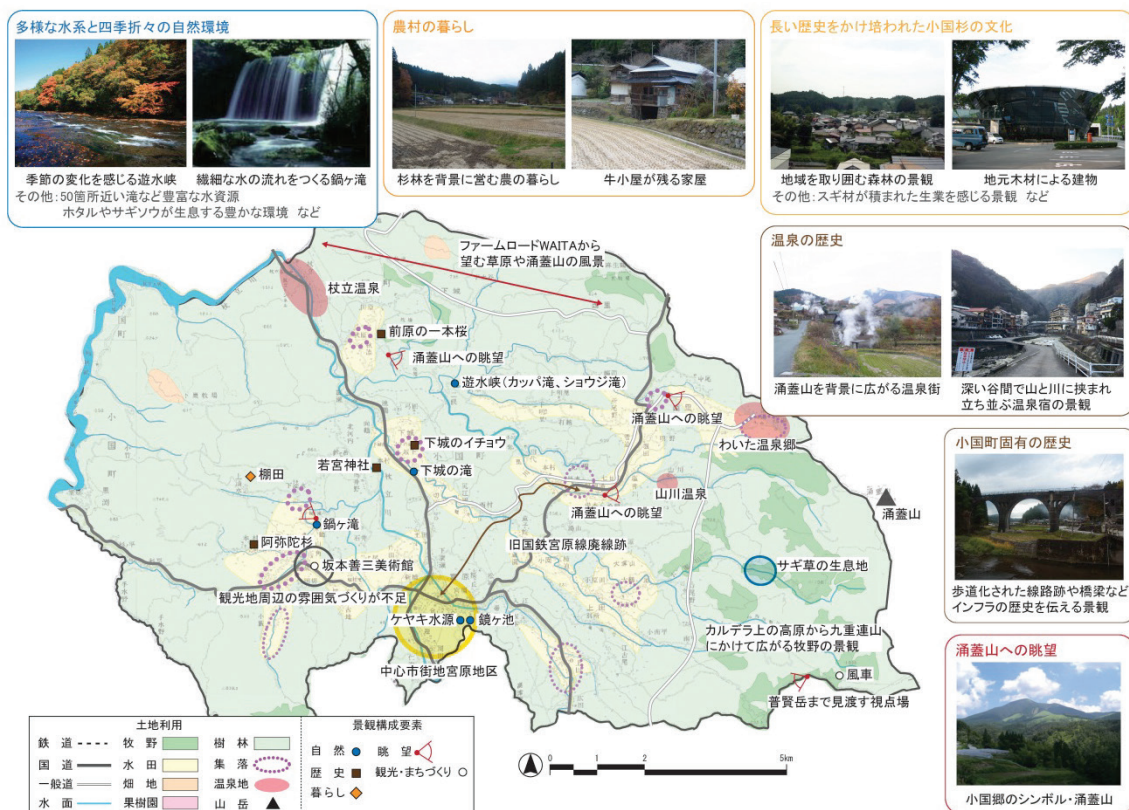 多様な水系と四季折々の自然環境
季節の変化を感じる遊水峡
繊細な水の流れをつくる鍋ヶ滝
その他：50箇所近い滝など豊富な水資源
ホタルやサギソウが生息する豊かな環境 など
農村の暮らし
杉林を背景に営む農の暮らし
牛小屋が残る家屋
長い歴史をかけ培われた小国杉の文化
地域を取り囲む森林の景観
地元木材による建物
その他：スギ材が積まれた生業を感じる景観 など
温泉の歴史
涌蓋山を背景に広がる温泉街
深い谷間で山と川に挟まれ
立ち並ぶ温泉宿の景観
小国町固有の歴史
歩道化された線路跡や橋梁など
インフラの歴史を伝える景観
涌蓋山への眺望
小国郷のシンボル・涌蓋山
ファームロードWAITAから
望む草原や涌蓋山の風景
杖立温泉
前原の一本桜
涌蓋山への眺望
遊水峡（カッパ滝、ショウジ滝）
涌蓋山への眺望
わいた温泉郷
下城のイチョウ
若宮神社
下城の滝
棚田
山川温泉
涌蓋山への眺望
涌蓋山
鍋ヶ滝
阿弥陀杉
旧国鉄宮原線廃線跡
坂本善三美術館
サギ草の生息地
観光地周辺の雰囲気づくりが不足
ケヤキ水源
鏡ヶ池
カルデラ上の高原から九重連山
にかけて広がる牧野の景観
中心市街地宮原地区
風車
普賢岳まで見渡す視点場
土地利用
鉄道
牧野
樹林
国道
水田
集落
一般道
畑地
温泉地
水面
果樹園
山岳
景観構成要素
自然
眺望
歴史
観光・まちづくり
暮らし
0 1 2 5km